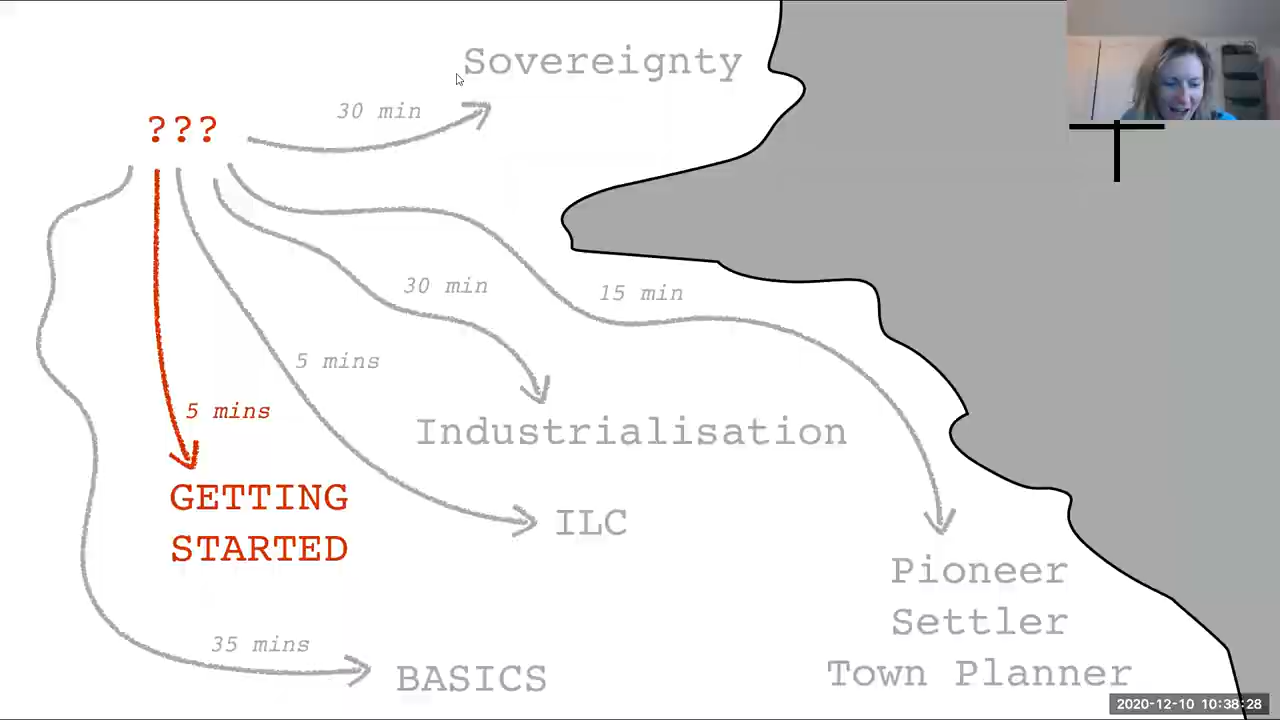 Sovereignty
30 min
???
30 min
15 min
5 mins
5 mins
Industrialisation
GETTING
STARTED
ILC
Pioneer
Settler
Town Planner
35 mins
BASICS
2020-12-10 10:38:28